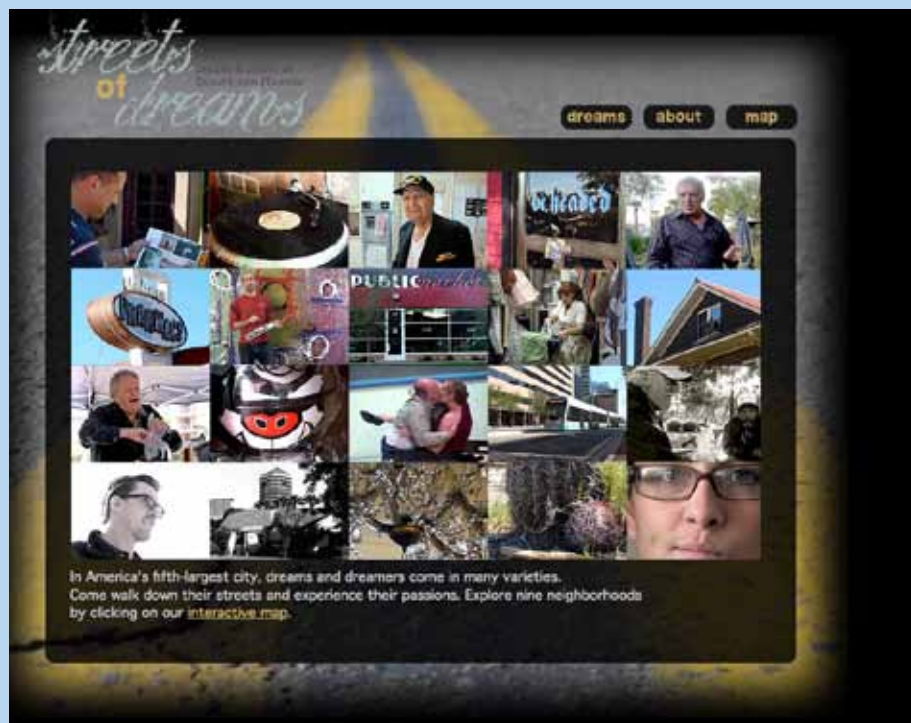 streets
of
dreams
dreams about map
beheaded
PUBLIC market
In America's fifth-largest city, dreams and dreamers come in many varieties.
Come walk down their streets and experience their passions. Explore nine neighborhoods
by clicking on our interactive map.